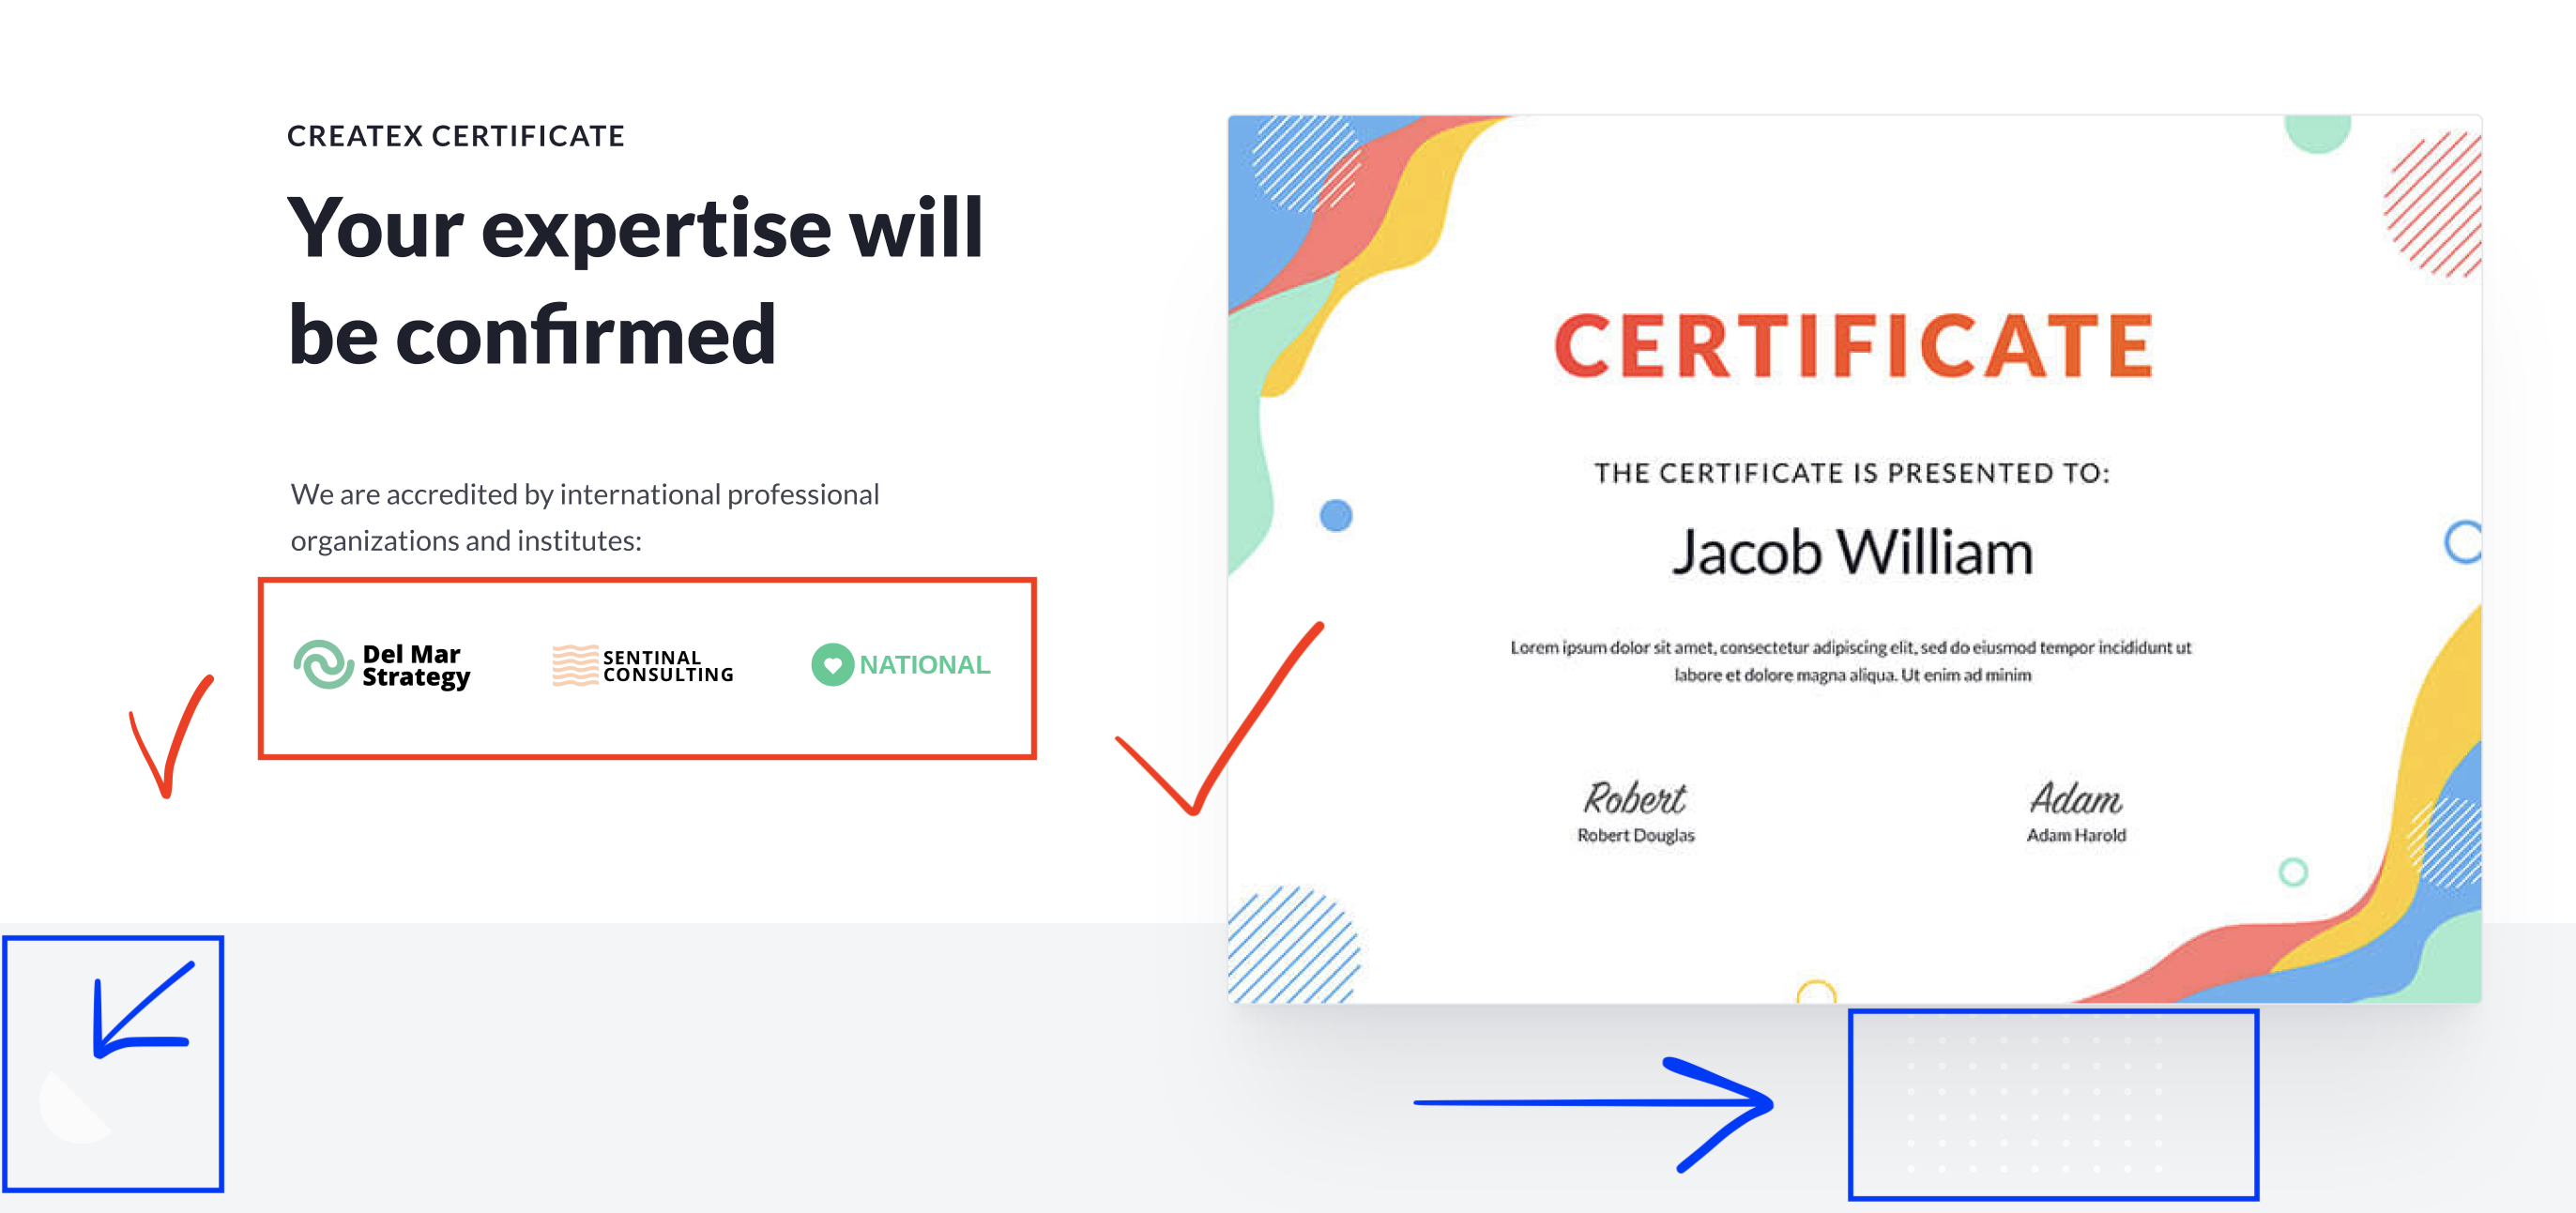 CREATEX CERTIFICATE
Your expertise will
be confirmed
We are accredited by international professional
organizations and institutes:
Del Mar
Strategy
SENTINAL
CONSULTING
NATIONAL
CERTIFICATE
THE CERTIFICATE IS PRESENTED TO:
Jacob William
Lorem ipsum dolor sit amet, consectetur adipiscing elit, sed do eiusmod tempor incididunt ut
labore et dolore magna aliqua. Ut enim ad minim
Robert
Robert Douglas
Adam
Adam Harold